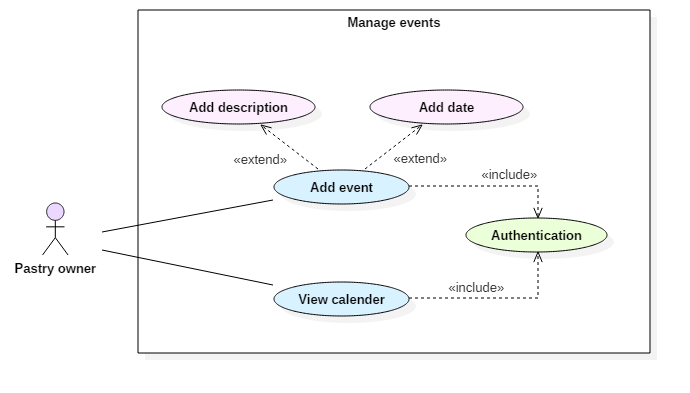 Manage events
Add description
Add date
«extend»
«extend»
Add event
«include»
Authentication
Pastry owner
View calender
«include»